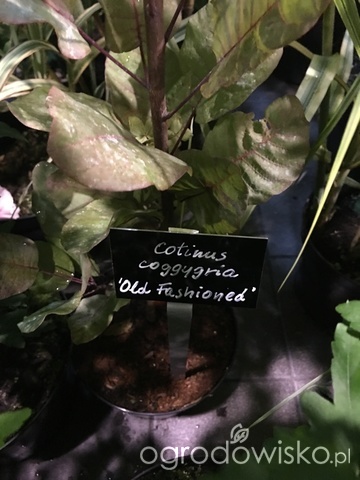 Cotinus
coggygria
'Old Fashioned'
ogrodowisko.pl